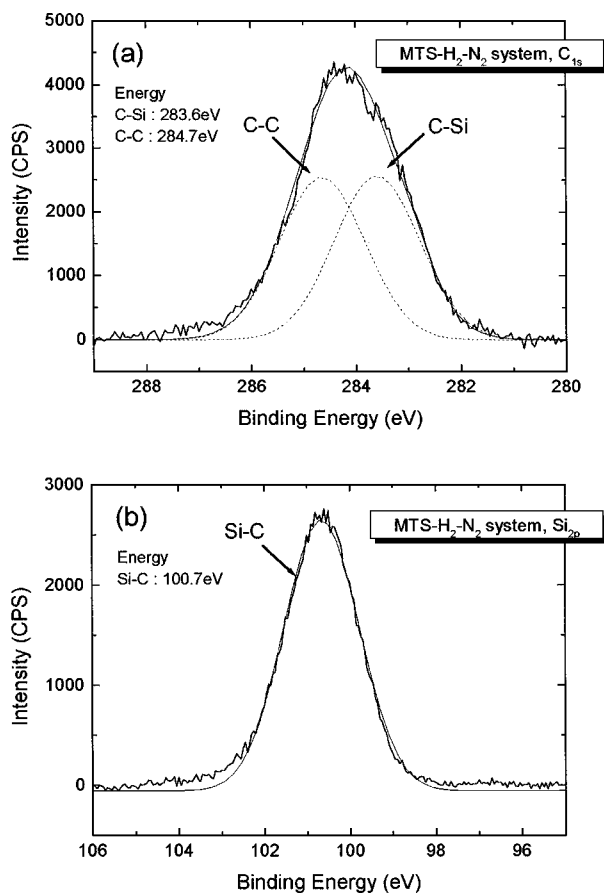 (a)
MTS-H2-N2 system, C1s
Energy
C-Si : 283.6eV
C-C : 284.7eV
C-C
C-Si
5000
4000
3000
2000
1000
0
Intensity (CPS)
288 286 284 282 280
Binding Energy (eV)
(b)
MTS-H2-N2 system, Si2p
Energy
Si-C : 100.7eV
Si-C
3000
2000
1000
0
Intensity (CPS)
106 104 102 100 98 96
Binding Energy (eV)